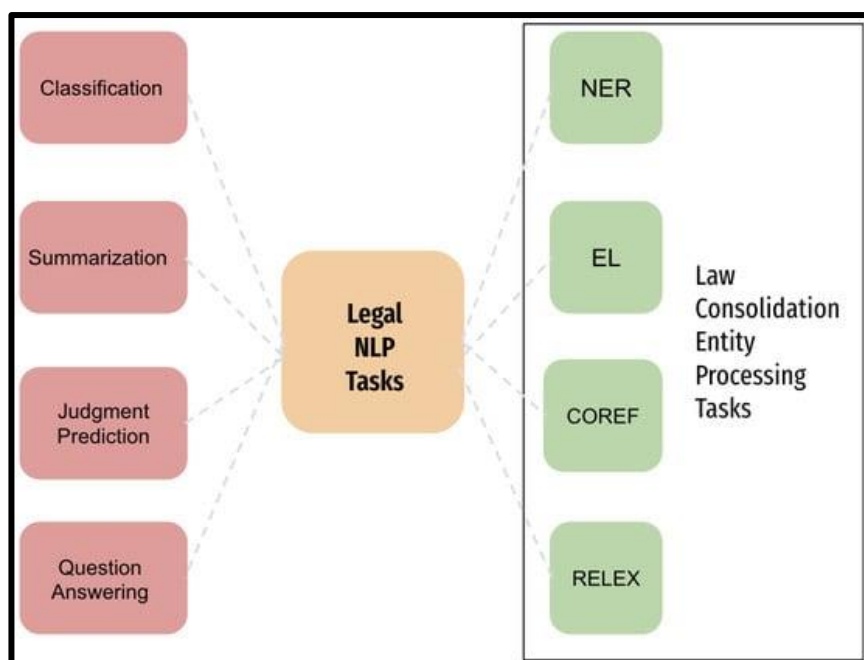 Classification
Summarization
Judgment
Prediction
Question
Answering
Legal
NLP
Tasks
NER
EL
COREF
RELEX
Law
Consolidation
Entity
Processing
Tasks